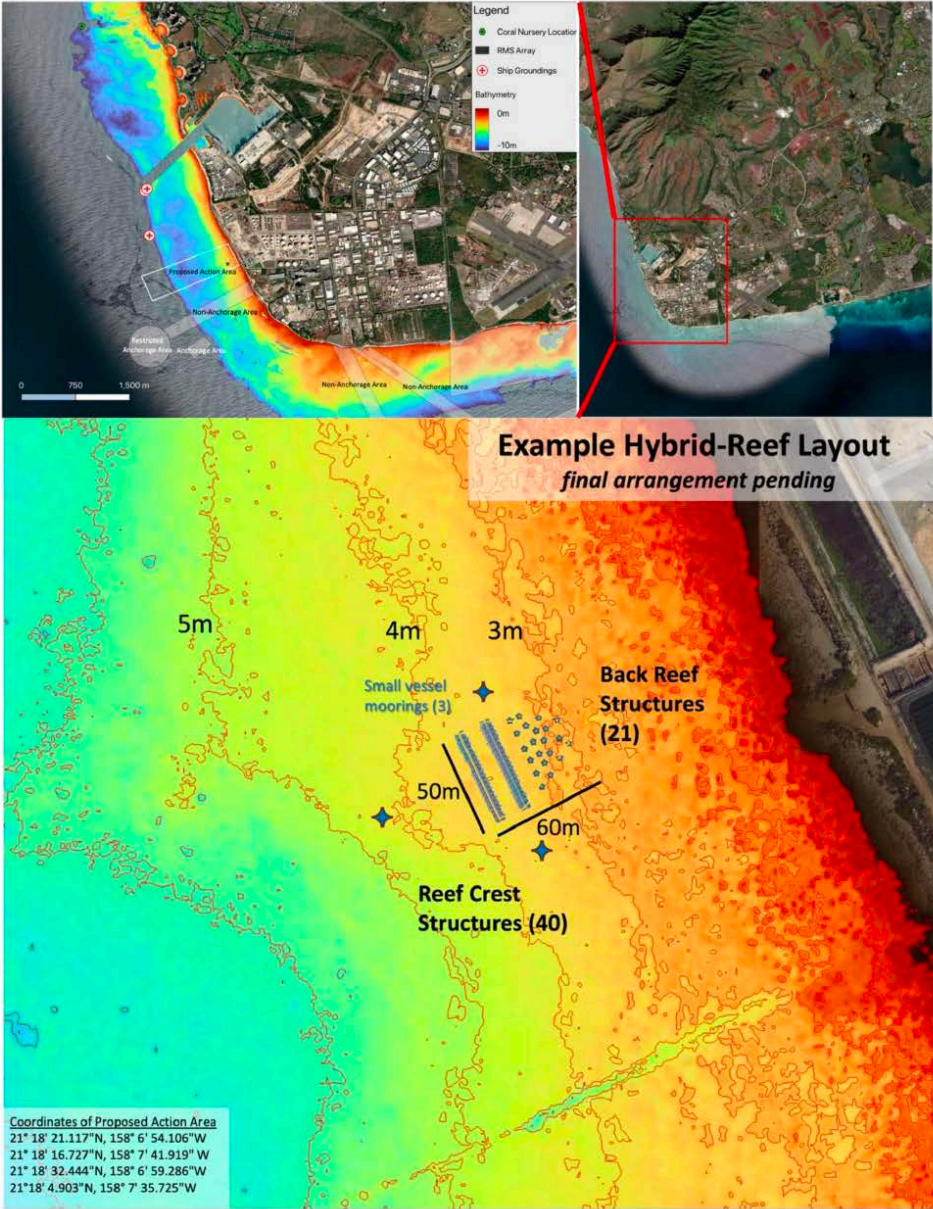 Legend
Coral Nursery Location
RMS Array
Ship Groundings
Bathymetry
0m
-10m
Proposed Action Area
Non-Anchorage Area
Restricted
Anchorage Area
Anchorage Area
Non-Anchorage Area
Non-Anchorage Area
0 750 1,500 m
Example Hybrid-Reef Layout
final arrangement pending
5m
4m
3m
Small vessel
moorings (3)
Back Reef
Structures
(21)
50m
60m
Reef Crest
Structures (40)
Coordinates of Proposed Action Area
21° 18' 21.117"N, 158° 6' 54.106"W
21° 18' 16.727"N, 158° 7' 41.919" W
21° 18' 32.444"N, 158° 6' 59.286"W
21°18' 4.903"N, 158° 7' 35.725"W